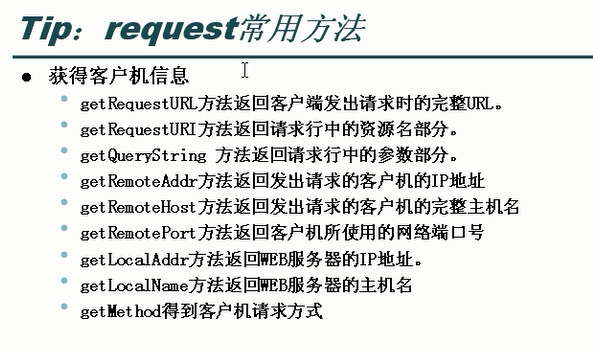 Tip：request常用方法
获得客户机信息
getRequestURL方法返回客户端发出请求时的完整URL。
getRequestURI方法返回请求行中的资源名部分。
getQueryString 方法返回请求行中的参数部分。
getRemoteAddr方法返回发出请求的客户机的IP地址
getRemoteHost方法返回发出请求的客户机的完整主机名
getRemotePort方法返回客户机所使用的网络端口号
getLocalAddr方法返回WEB服务器的IP地址。
getLocalName方法返回WEB服务器的主机名
getMethod得到客户机请求方式